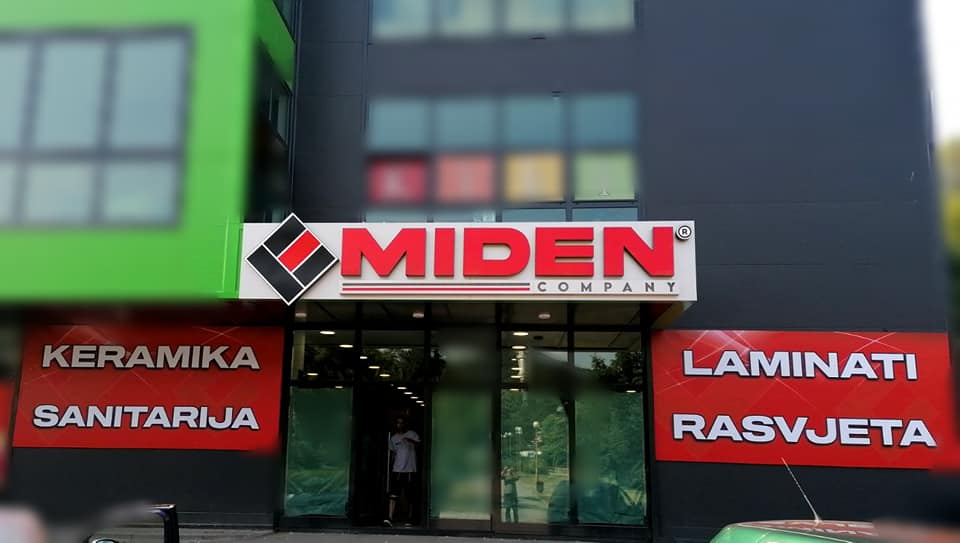 MIDEN ®
COMPANY
KERAMIKA
SANITARIJA
LAMINATI
RASVJETA